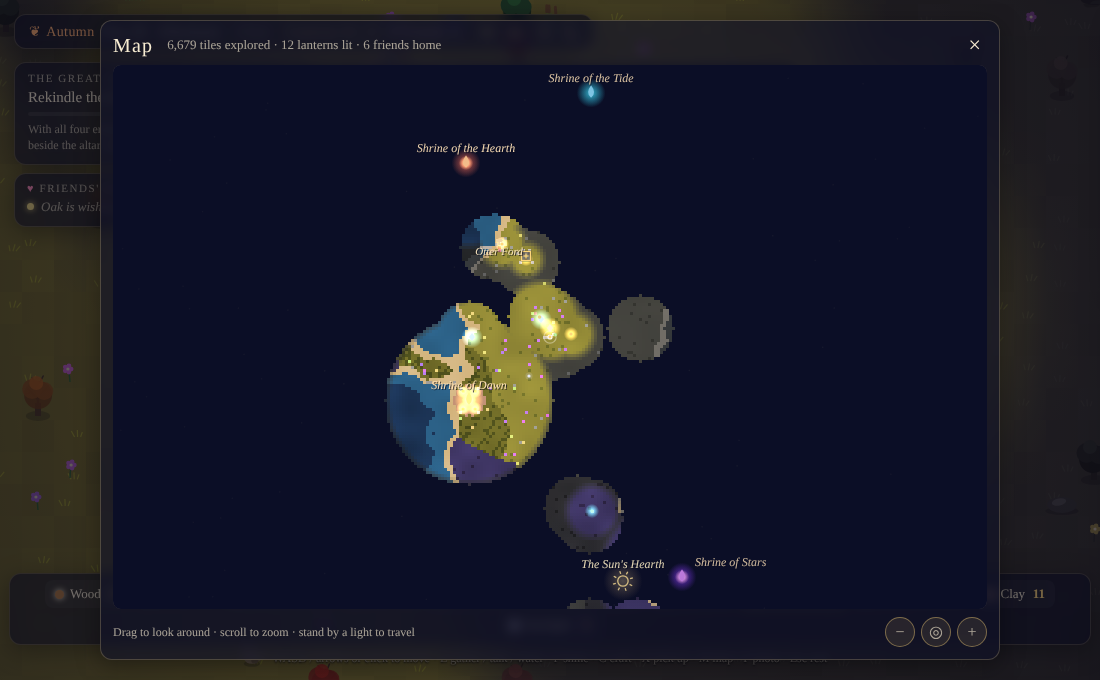 Autumn
Map
6,679 tiles explored · 12 lanterns lit · 6 friends home
×
THE GREAT
Rekindle the
With all four
beside the altar
FRIENDS'
Oak is wish
Shrine of the Tide
Shrine of the Hearth
Otter Ford
Shrine of Dawn
The Sun's Hearth
Shrine of Stars
Wood
Clay 11
Drag to look around · scroll to zoom · stand by a light to travel
− ◎ +